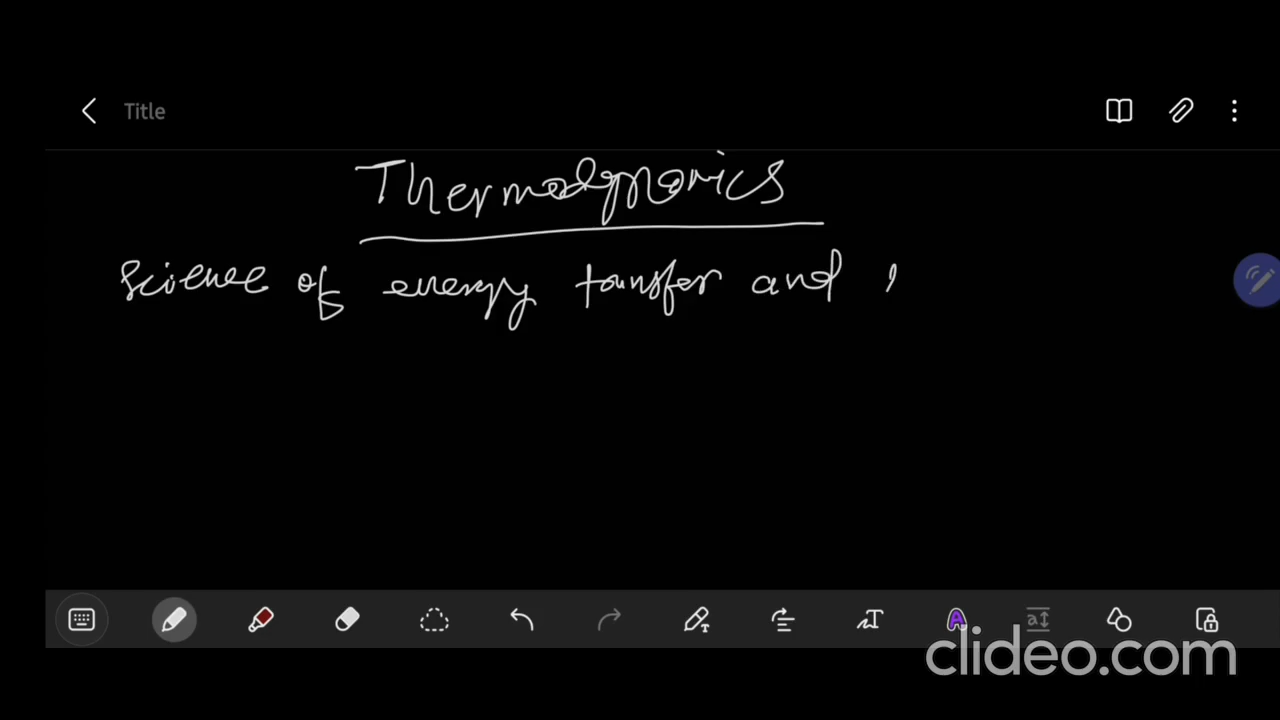 Title
Thermodynamics
Science of energy transfer and
clideo.com